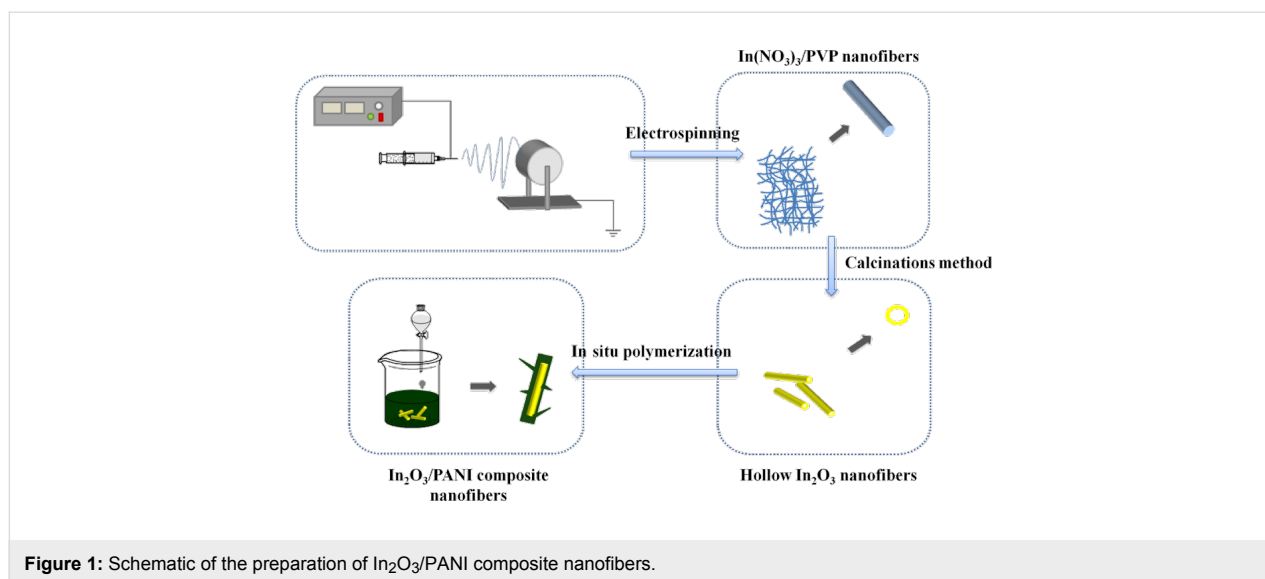 In(NO₃)₃/PVP nanofibers
Electrospinning
Calcinations method
In situ polymerization
In₂O₃/PANI composite
nanofibers
Hollow In₂O₃ nanofibers
Figure 1: Schematic of the preparation of In₂O₃/PANI composite nanofibers.